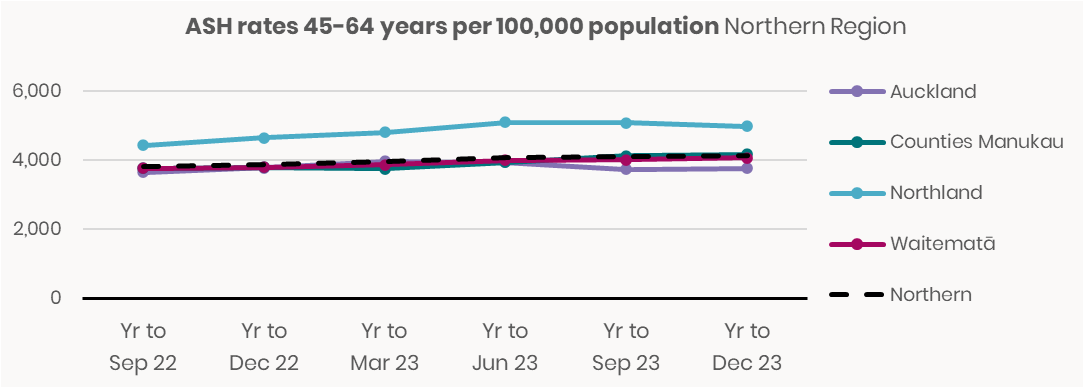 ASH rates 45-64 years per 100,000 population Northern Region
6,000
4,000
2,000
0
Yr to Sep 22
Yr to Dec 22
Yr to Mar 23
Yr to Jun 23
Yr to Sep 23
Yr to Dec 23
Auckland
Counties Manukau
Northland
Waitematā
Northern